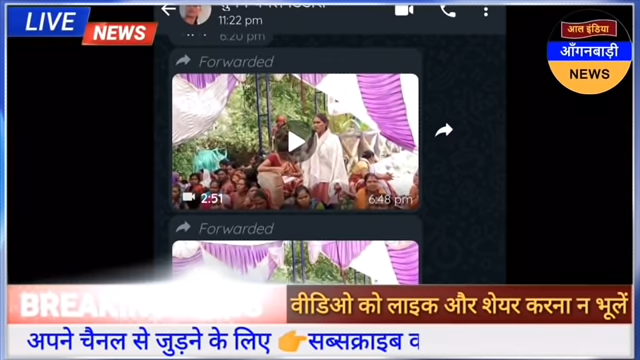 LIVE
NEWS
11:22 pm
6:20 pm
आल इंडिया
आँगनबाड़ी
NEWS
Forwarded
2:51
6:48 pm
Forwarded
वीडिओ को लाइक और शेयर करना न भूलें
अपने चैनल से जुड़ने के लिए 👉सब्सक्राइब